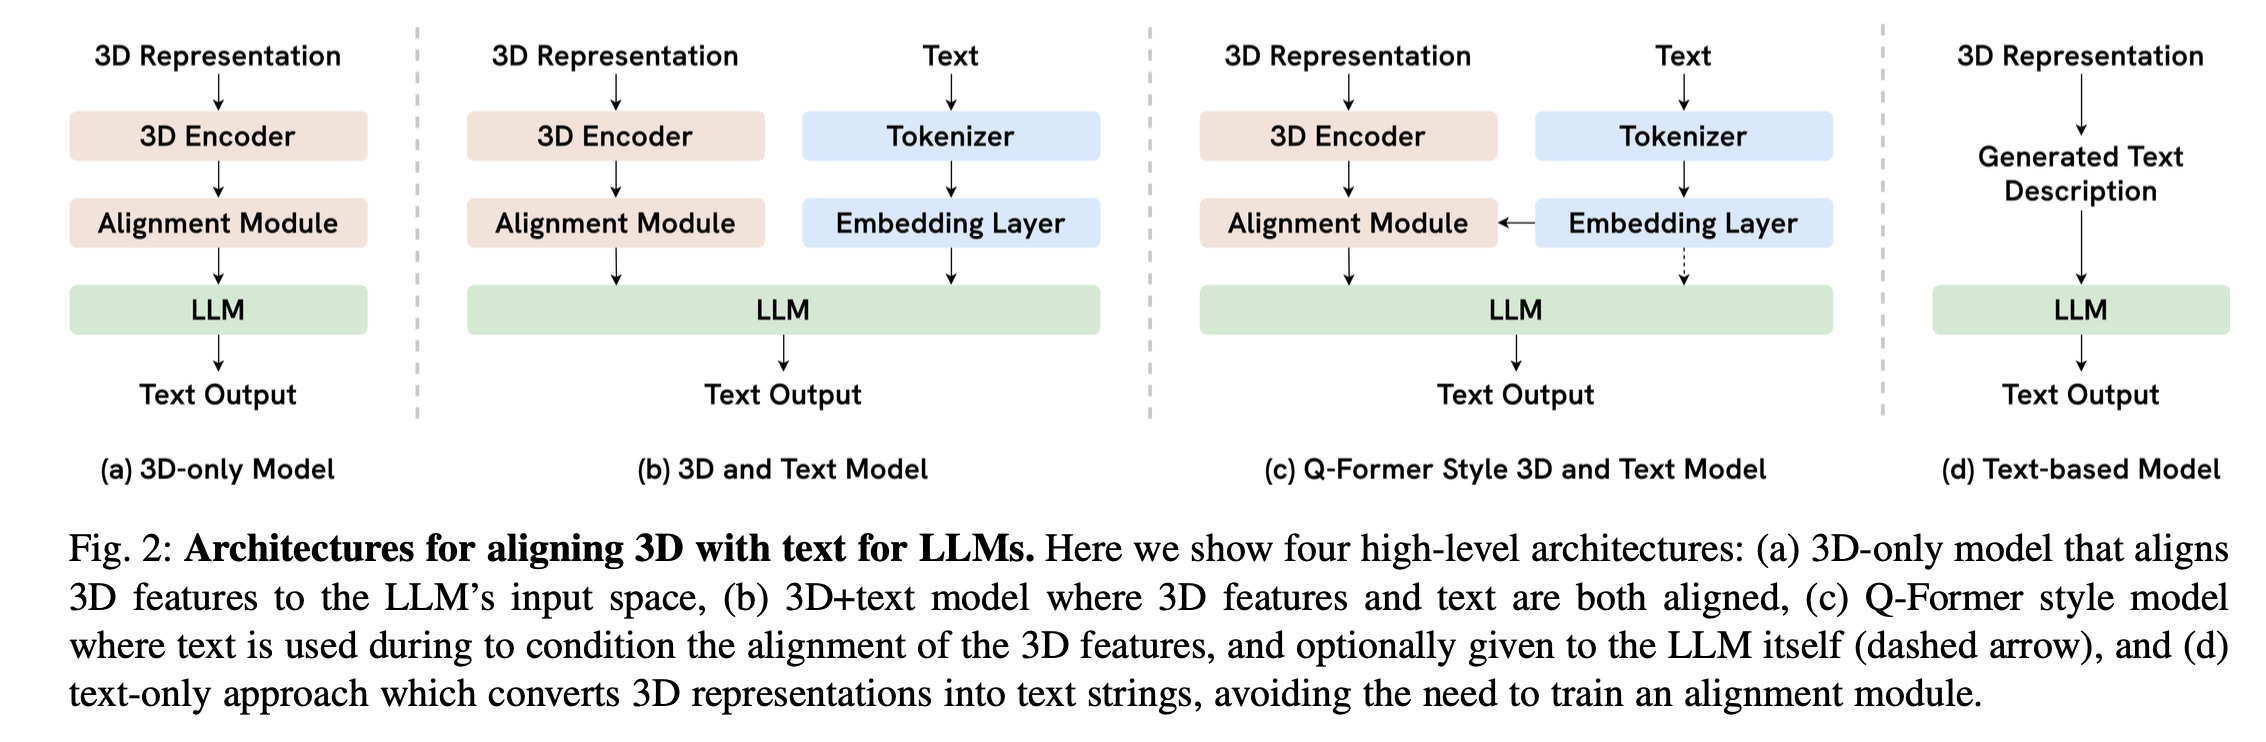 3D Representation
3D Encoder
Alignment Module
LLM
Text Output
(a) 3D-only Model
3D Representation
Text
3D Encoder
Tokenizer
Alignment Module
Embedding Layer
LLM
Text Output
(b) 3D and Text Model
3D Representation
Text
3D Encoder
Tokenizer
Alignment Module
Embedding Layer
LLM
Text Output
(c) Q-Former Style 3D and Text Model
3D Representation
Generated Text
Description
LLM
Text Output
(d) Text-based Model
Fig. 2: Architectures for aligning 3D with text for LLMs. Here we show four high-level architectures: (a) 3D-only model that aligns
3D features to the LLM’s input space, (b) 3D+text model where 3D features and text are both aligned, (c) Q-Former style model
where text is used during to condition the alignment of the 3D features, and optionally given to the LLM itself (dashed arrow), and (d)
text-only approach which converts 3D representations into text strings, avoiding the need to train an alignment module.